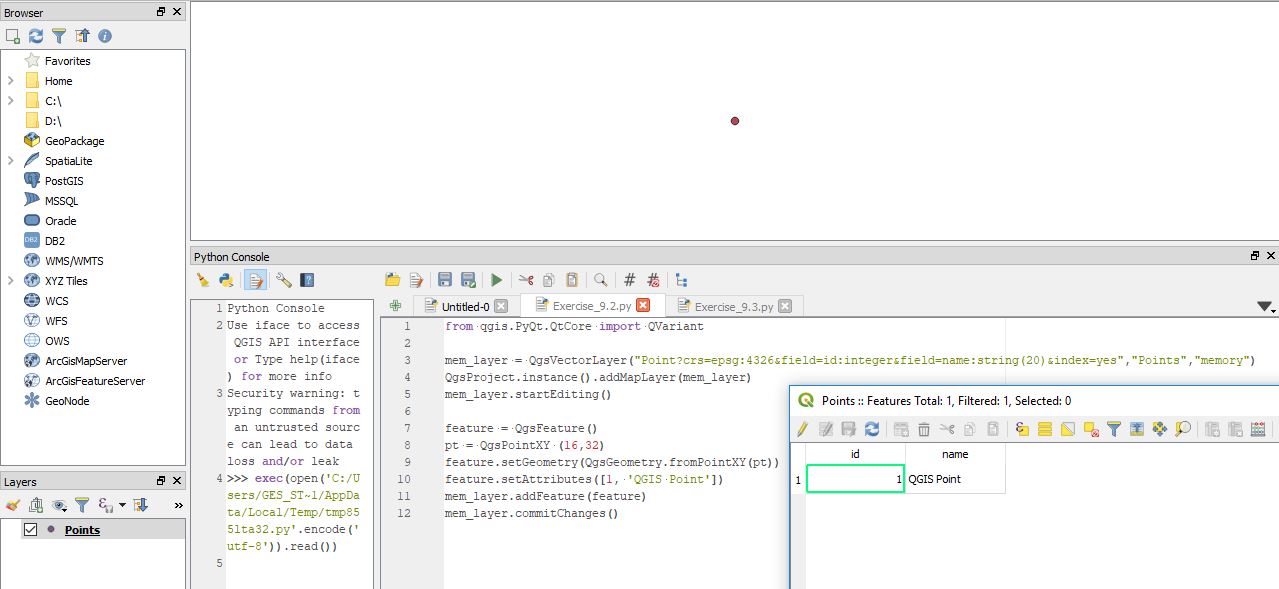 Browser
Favorites
Home
C:\
D:\
GeoPackage
SpatiaLite
PostGIS
MSSQL
Oracle
DB2
DB2
WMS/WMTS
XYZ Tiles
WCS
WFS
OWS
ArcGisMapServer
ArcGisFeatureServer
GeoNode
Layers
Points
Python Console
1 Python Console
2 Use iface to access
QGIS API interface
or Type help(iface
) for more info
3 Security warning: t
yping commands from
an untrusted sourc
e can lead to data
loss and/or leak
4 >>> exec(open('C:/U
sers/GES_ST~1/AppDa
ta/Local/Temp/tmp85
5lta32.py'.encode('
utf-8')).read())
5
Untitled-0
Exercise_9.2.py
Exercise_9.3.py
1 from qgis.PyQt.QtCore import QVariant
2
3 mem_layer = QgsVectorLayer("Point?crs=epsg:4326&field=id:integer&field=name:string(20)&index=yes","Points","memory")
4 QgsProject.instance().addMapLayer(mem_layer)
5 mem_layer.startEditing()
6
7 feature = QgsFeature()
8 pt = QgsPointXY (16,32)
9 feature.setGeometry(QgsGeometry.fromPointXY(pt))
10 feature.setAttributes([1, 'QGIS Point'])
11 mem_layer.addFeature(feature)
12 mem_layer.commitChanges()
Points :: Features Total: 1, Filtered: 1, Selected: 0
id name
1 1 QGIS Point